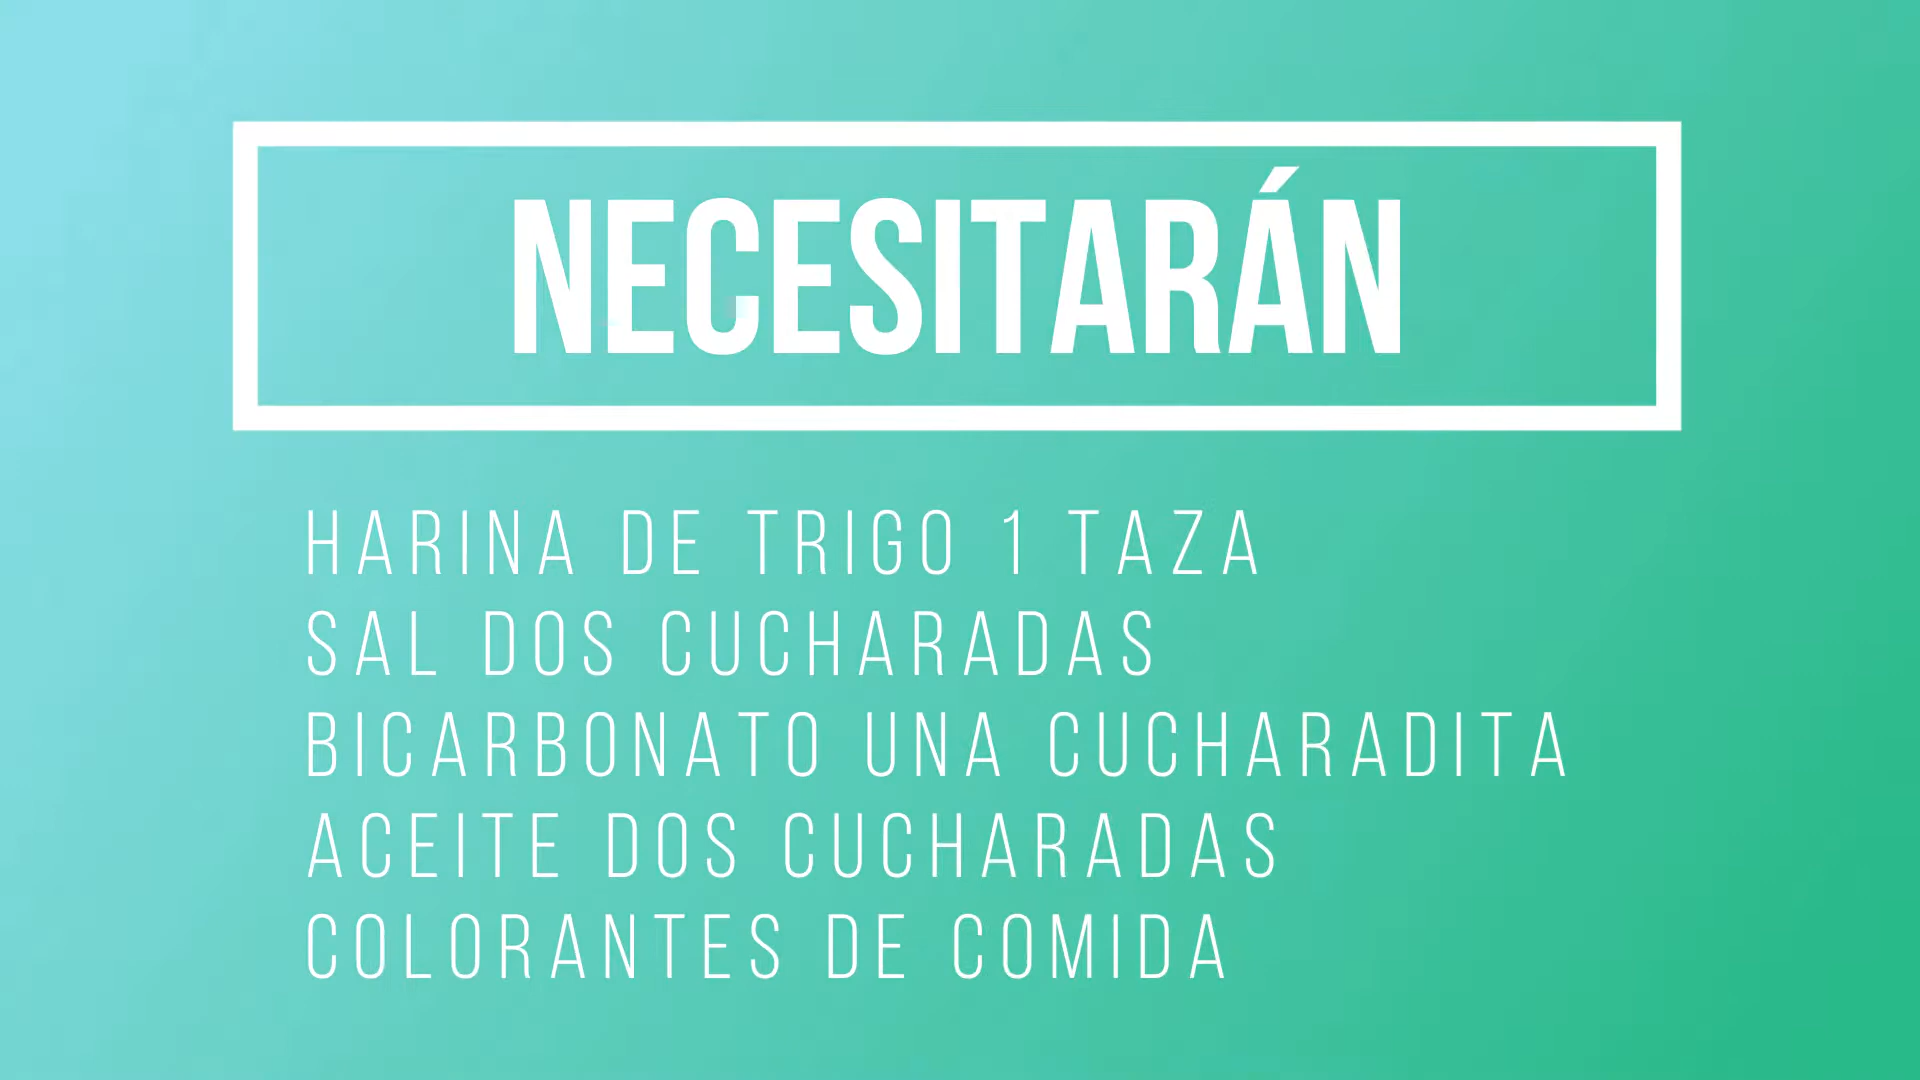 NECESITARÁN
HARINA DE TRIGO 1 TAZA
SAL DOS CUCHARADAS
BICARBONATO UNA CUCHARADITA
ACEITE DOS CUCHARADAS
COLORANTES DE COMIDA